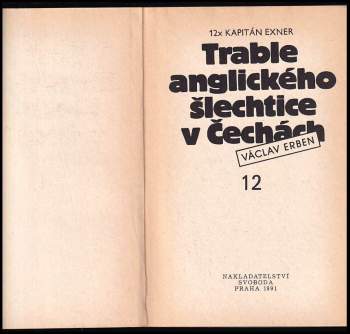 12x KAPITÁN EXNER
Trable
anglického
šlechtice
v Čechách
VÁCLAV ERBEN
12
NAKLADATELSTVÍ
SVOBODA
PRAHA 1991